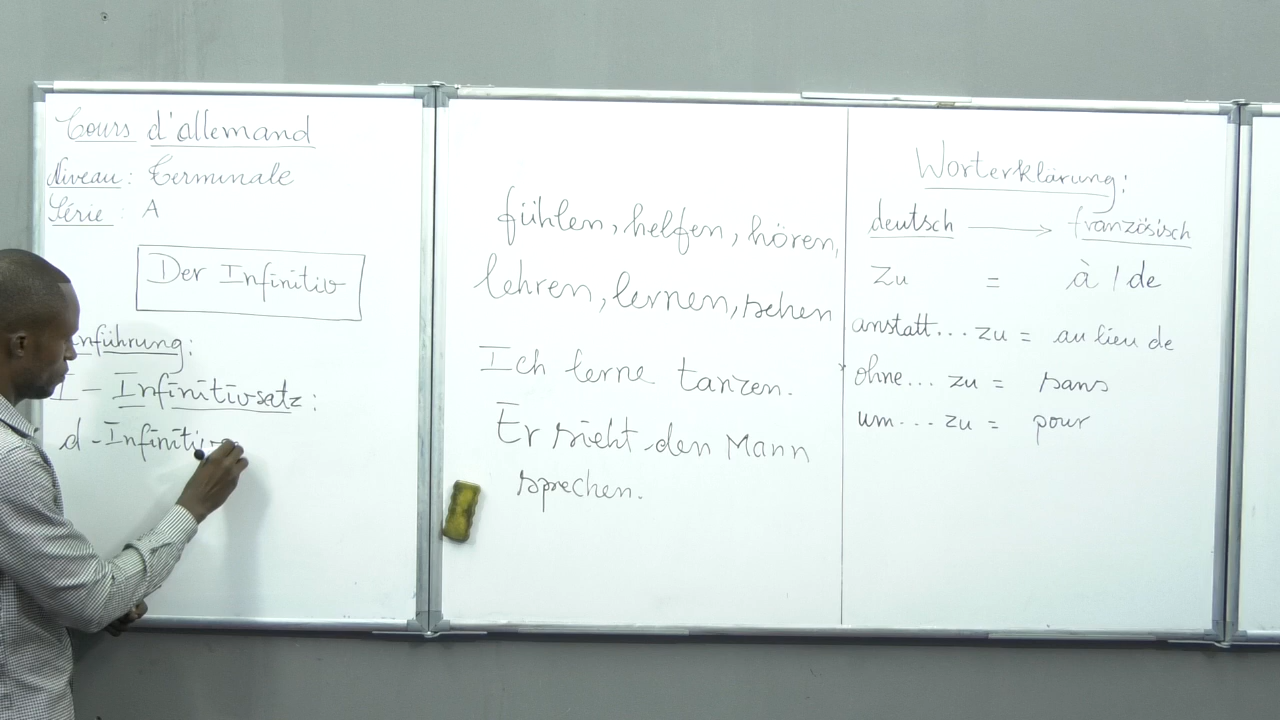 Cours d'allemand
Niveau : Terminale
Série : A
Der Infinitiv
nführung :
I - Infinitivsatz :
d - Infinitiv
fühlen, helfen, hören,
lehren, lernen, sehen
Ich lerne tanzen.
Er sieht den Mann
sprechen.
Worterklärung :
deutsch → französisch
Zu = à / de
anstatt... zu = au lieu de
ohne... zu = sans
um... zu = pour